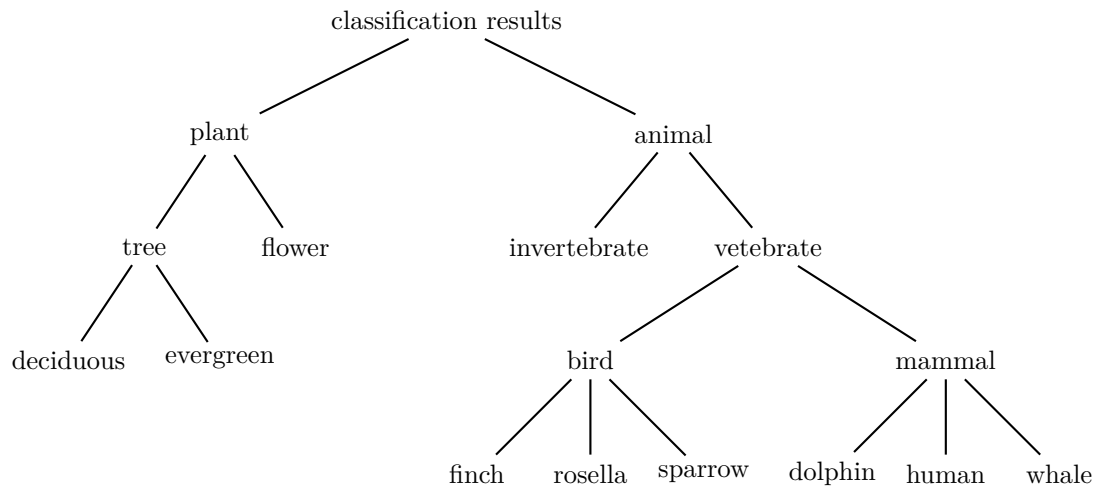 classification results
plant
animal
tree
flower
invertebrate
vetebrate
deciduous
evergreen
bird
mammal
finch
rosella
sparrow
dolphin
human
whale